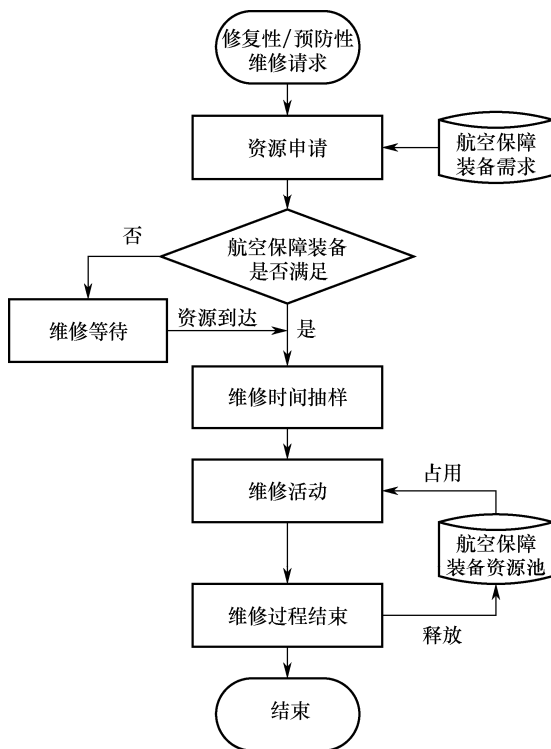 修复性/预防性
维修请求
资源申请
航空保障
装备需求
否
航空保障装备
是否满足
维修等待
资源到达
是
维修时间抽样
维修活动
占用
航空保障
装备资源池
维修过程结束
释放
结束